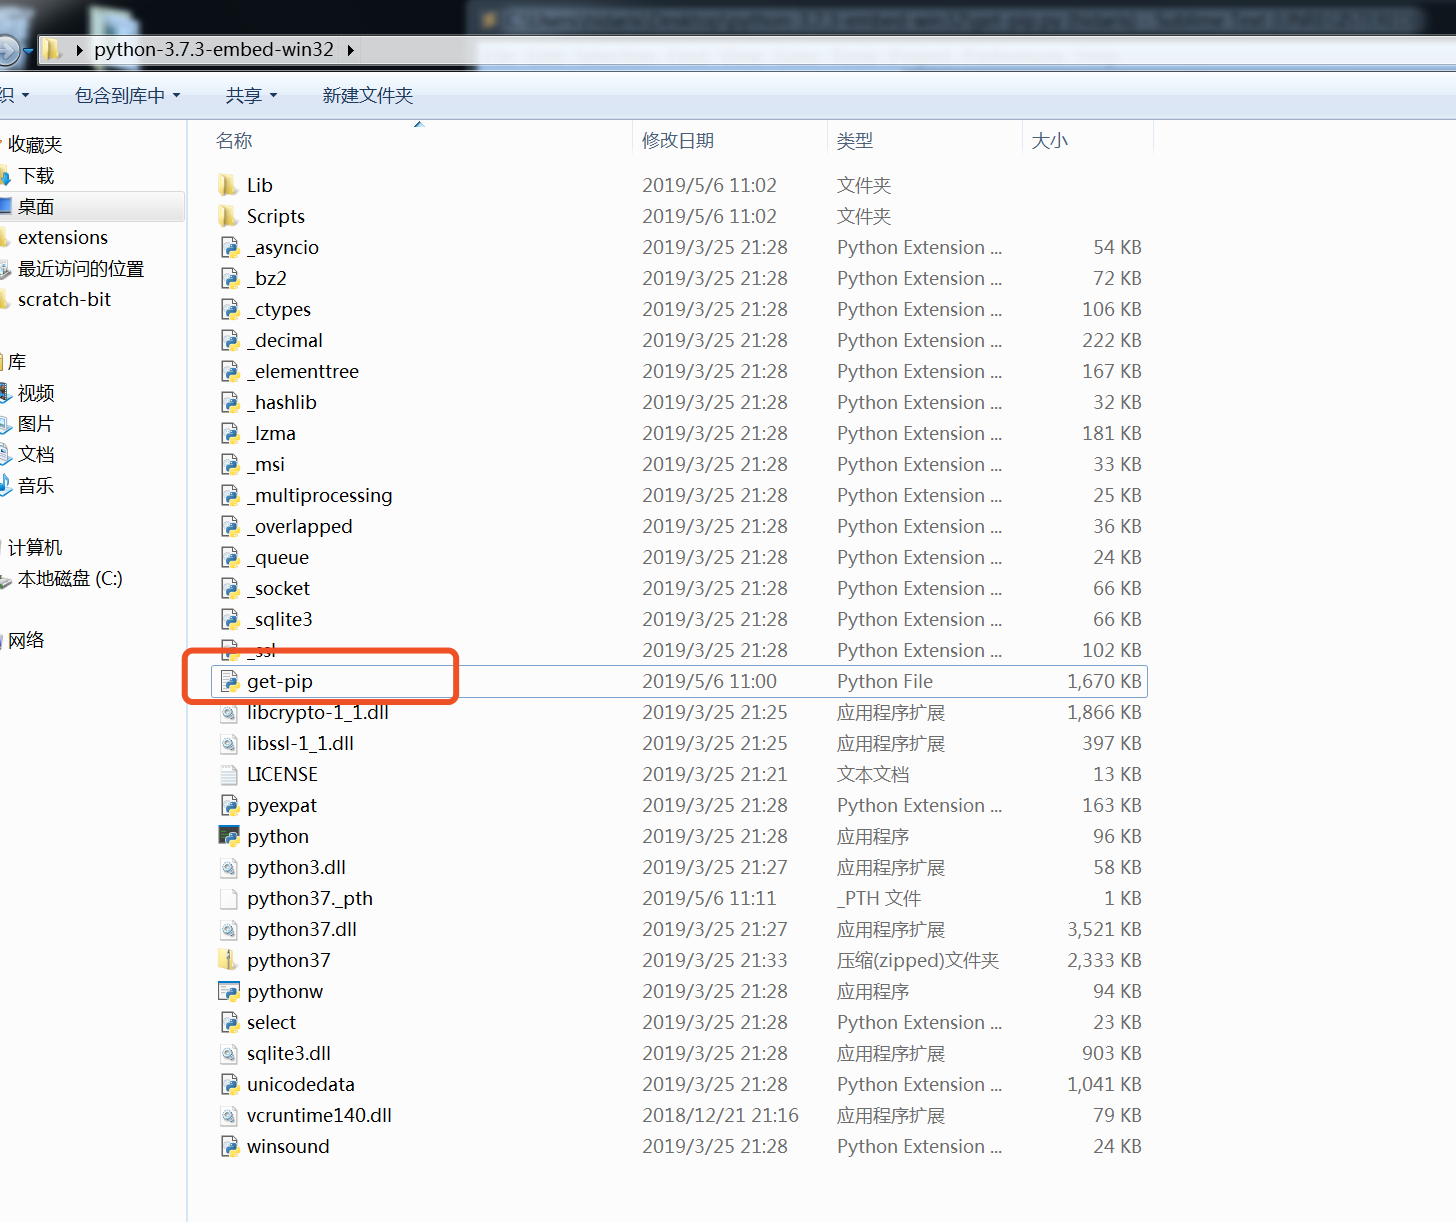 python-3.7.3-embed-win32
织 包含到库中 共享 新建文件夹
收藏夹
下载
桌面
extensions
最近访问的位置
scratch-bit
库
视频
图片
文档
音乐
计算机
本地磁盘 (C:)
网络
名称 修改日期 类型 大小
Lib 2019/5/6 11:02 文件夹
Scripts 2019/5/6 11:02 文件夹
_asyncio 2019/3/25 21:28 Python Extension ... 54 KB
_bz2 2019/3/25 21:28 Python Extension ... 72 KB
_ctypes 2019/3/25 21:28 Python Extension ... 106 KB
_decimal 2019/3/25 21:28 Python Extension ... 222 KB
_elementtree 2019/3/25 21:28 Python Extension ... 167 KB
_hashlib 2019/3/25 21:28 Python Extension ... 32 KB
_lzma 2019/3/25 21:28 Python Extension ... 181 KB
_msi 2019/3/25 21:28 Python Extension ... 33 KB
_multiprocessing 2019/3/25 21:28 Python Extension ... 25 KB
_overlapped 2019/3/25 21:28 Python Extension ... 36 KB
_queue 2019/3/25 21:28 Python Extension ... 24 KB
_socket 2019/3/25 21:28 Python Extension ... 66 KB
_sqlite3 2019/3/25 21:28 Python Extension ... 66 KB
_ssl 2019/3/25 21:28 Python Extension ... 102 KB
get-pip 2019/5/6 11:00 Python File 1,670 KB
libcrypto-1_1.dll 2019/3/25 21:25 应用程序扩展 1,866 KB
libssl-1_1.dll 2019/3/25 21:25 应用程序扩展 397 KB
LICENSE 2019/3/25 21:21 文本文档 13 KB
pyexpat 2019/3/25 21:28 Python Extension ... 163 KB
python 2019/3/25 21:28 应用程序 96 KB
python3.dll 2019/3/25 21:27 应用程序扩展 58 KB
python37._pth 2019/5/6 11:11 _PTH 文件 1 KB
python37.dll 2019/3/25 21:27 应用程序扩展 3,521 KB
python37 2019/3/25 21:33 压缩(zipped)文件夹 2,333 KB
pythonw 2019/3/25 21:28 应用程序 94 KB
select 2019/3/25 21:28 Python Extension ... 23 KB
sqlite3.dll 2019/3/25 21:28 应用程序扩展 903 KB
unicodedata 2019/3/25 21:28 Python Extension ... 1,041 KB
vcruntime140.dll 2018/12/21 21:16 应用程序扩展 79 KB
winsound 2019/3/25 21:28 Python Extension ... 24 KB